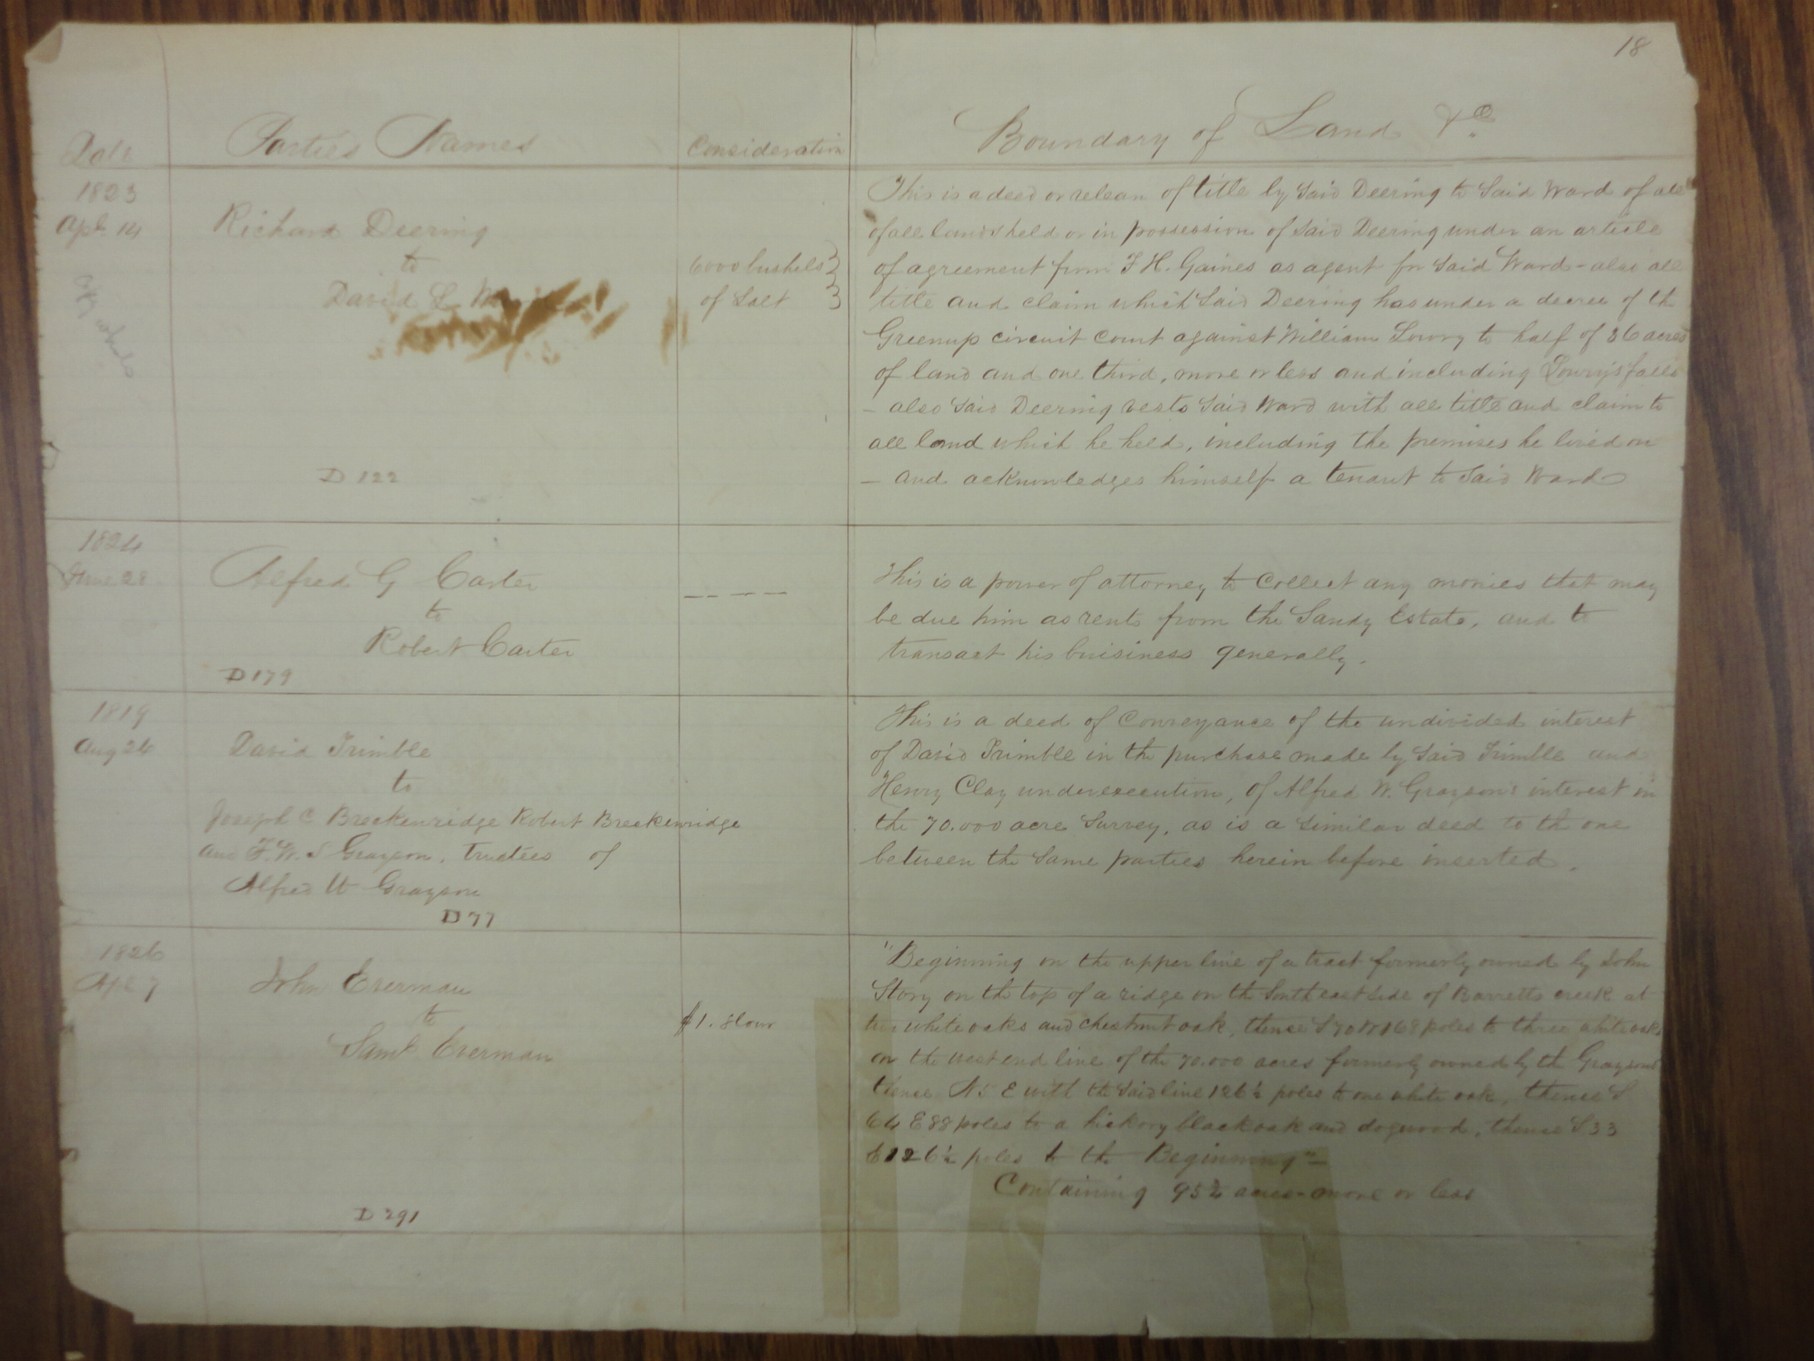 18
Date
Parties Names
Consideration
Boundary of Land &c.
1823
Apl. 14
Richard Deering
to
David L
6000 bushels
of Salt
D 122
This is a deed or release of title by Said Deering to Said Ward of all
of all lands held or in possession of Said Deering under an article
of agreement from F H. Gaines as agent for Said Ward - also all
title and claim which Said Deering has under a decree of the
Greenup circuit court against William Lowry to half of 36 acres
of land and one third, more or less and including Lowry's falls
- also Said Deering vests Said Ward with all title and claim to
all land which he held, including the premises he lived on
- and acknowledges himself a tenant to Said Ward
1824
June 28
Alfred G Carter
to
Robert Carter
D 179
— — — —
This is a power of attorney to Collect any monies that may
be due him as rents from the Sandy Estate, and to
transact his buisiness generally.
1819
Aug 26
David Trimble
to
Joseph C Breckenridge Robert Breckenridge
and F. W. S Grayson, trustees of
Alfred W Grayson
D 77
This is a deed of Conveyance of the undivided interest
of David Trimble in the purchase made by Said Trimble and
Henry Clay under execution, of Alfred W. Grayson's interest in
the 70.000 acre Survey, as is a Similar deed to the one
between the Same parties herein before inserted.
1826
Apl 7
John Everman
to
Saml Everman
$1.
D 291
"Beginning on the upper line of a tract formerly owned by John
Story on the top of a ridge on the South east side of Barretts creek at
two white oaks and chestnut oak, thence S 70 W 168 poles to three white oaks
on the west end line of the 70.000 acres formerly owned by the Graysons
thence N 5 E with the Said line 126½ poles to one white oak, thence S
64 E 88 poles to a hickory black oak and dogwood, thence S 33
E 126½ poles to the Beginning"
Containing 95½ acres - more or less